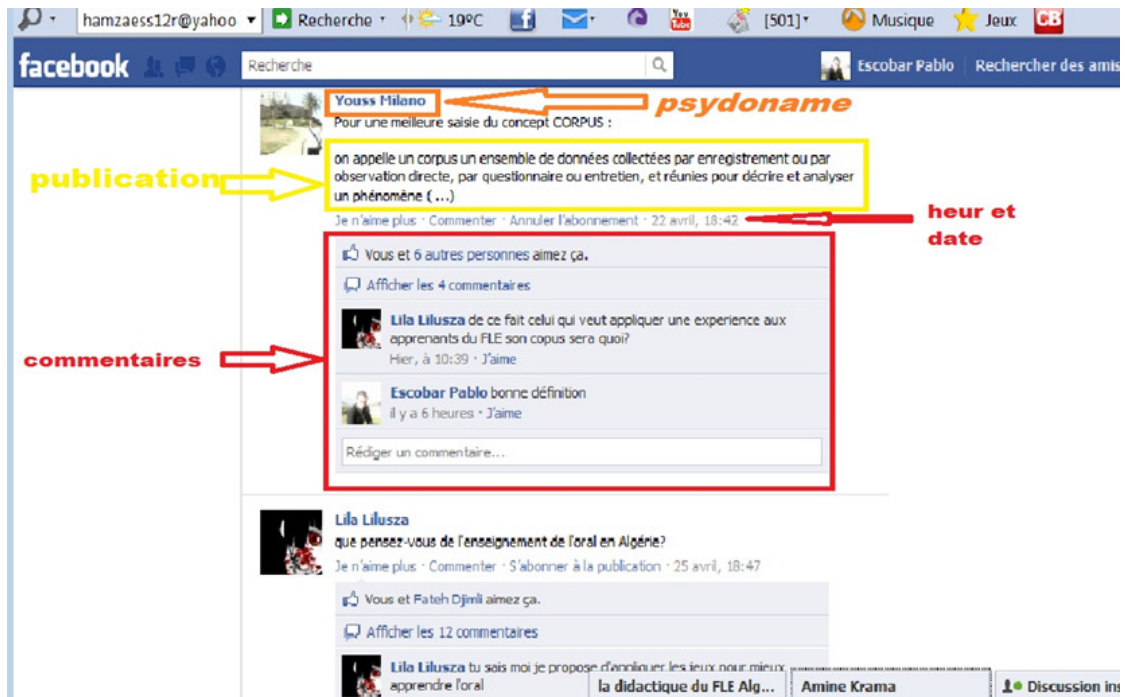 hamzaess12r@yahoo Recherche 19ºC f You Tube [501] Musique Jeux CB
facebook Recherche Escobar Pablo Rechercher des amis
Youss Milano psydoname
Pour une meilleure saisie du concept CORPUS :
publication
on appelle un corpus un ensemble de données collectées par enregistrement ou par
observation directe, par questionnaire ou entretien, et réunies pour décrire et analyser
un phénomène (...)
Je n'aime plus · Commenter · Annuler l'abonnement · 22 avril, 18:42
heur et
date
Vous et 6 autres personnes aimez ça.
Afficher les 4 commentaires
commentaires
Lila Lilusza de ce fait celui qui veut appliquer une experience aux
apprenants du FLE son copus sera quoi?
Hier, à 10:39 · J'aime
Escobar Pablo bonne définition
il y a 6 heures · J'aime
Rédiger un commentaire...
Lila Lilusza
que pensez-vous de l'enseignement de l'oral en Algérie?
Je n'aime plus · Commenter · S'abonner à la publication · 25 avril, 18:47
Vous et Fateh Djimli aimez ça.
Afficher les 12 commentaires
Lila Lilusza tu sais moi je propose d'appliquer les jeux pour mieux
apprendre l'oral
la didactique du FLE Alg... Amine Krama 1 Discussion ins